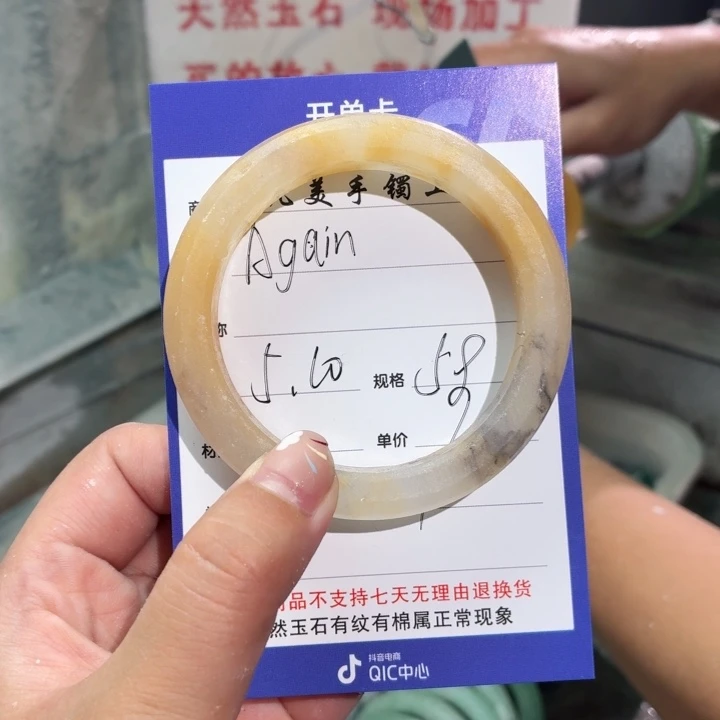 天然玉石 现场加工
开单卡
美手镯
Again
5.10 规格 58
单价
品不支持七天无理由退换货
然玉石有纹有棉属正常现象
抖音电商
QIC中心